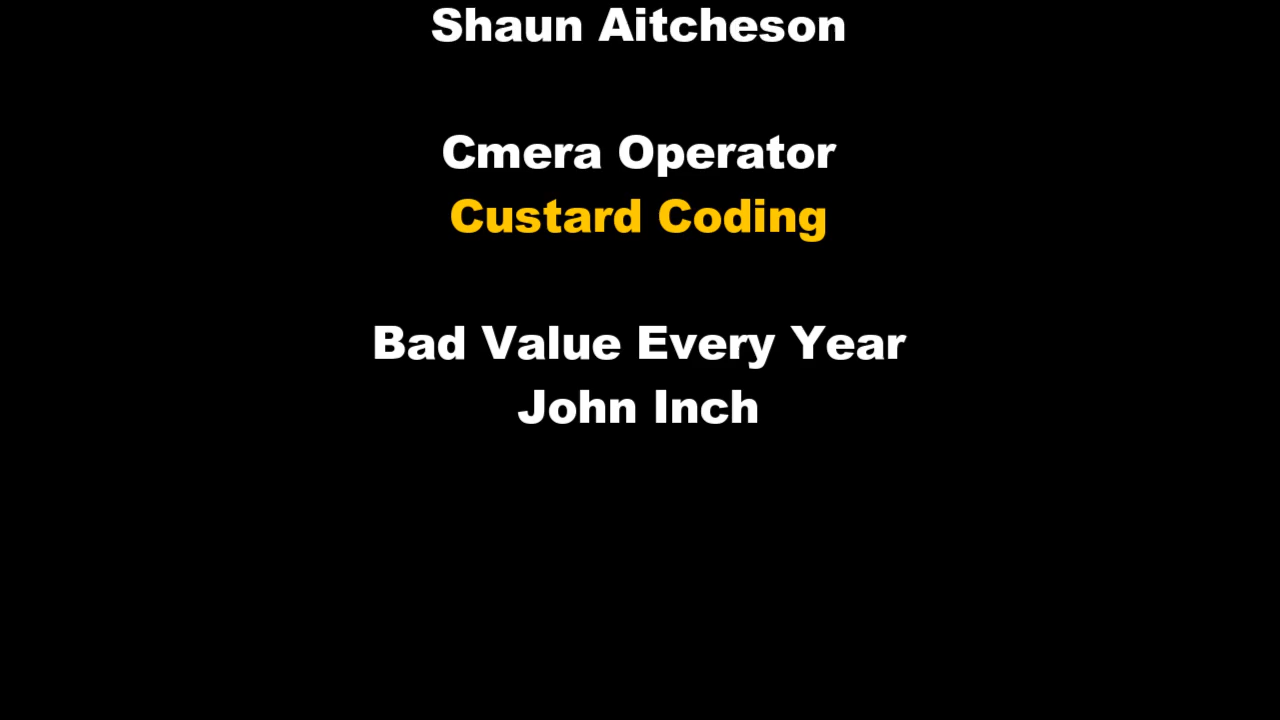 Shaun Aitcheson
Cmera Operator
Custard Coding
Bad Value Every Year
John Inch